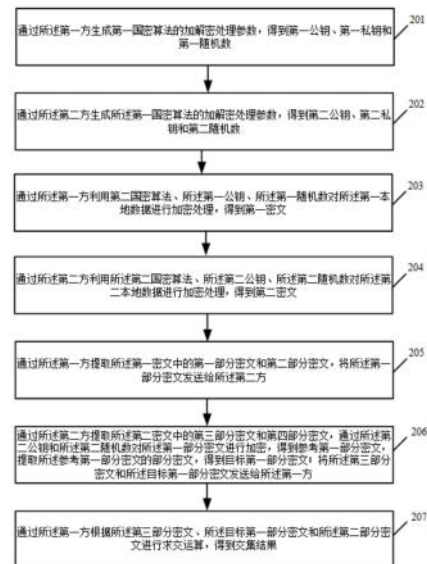 通过所述第一方生成第一国密算法的加解密处理参数，得到第一公钥、第一私钥和
第一随机数
201
通过所述第二方生成所述第一国密算法的加解密处理参数，得到第二公钥、第二私
钥和第二随机数
202
通过所述第一方利用第二国密算法、所述第一公钥、所述第一随机数对所述第一本
地数据进行加密处理，得到第一密文
203
通过所述第二方利用所述第二国密算法、所述第二公钥、所述第二随机数对所述第
二本地数据进行加密处理，得到第二密文
204
通过所述第一方提取所述第一密文中的第一部分密文和第二部分密文，将所述第一
部分密文发送给所述第二方
205
通过所述第二方提取所述第二密文中的第三部分密文和第四部分密文，通过所述第
二公钥和所述第二随机数对所述第一部分密文进行加密，得到参考第一部分密文，
提取所述参考第一部分密文的部分密文，得到目标第一部分密文；将所述第三部分
密文和所述目标第一部分密文发送给所述第一方
206
通过所述第一方根据所述第三部分密文、所述目标第一部分密文和所述第二部分密
文进行求交运算，得到交集结果
207